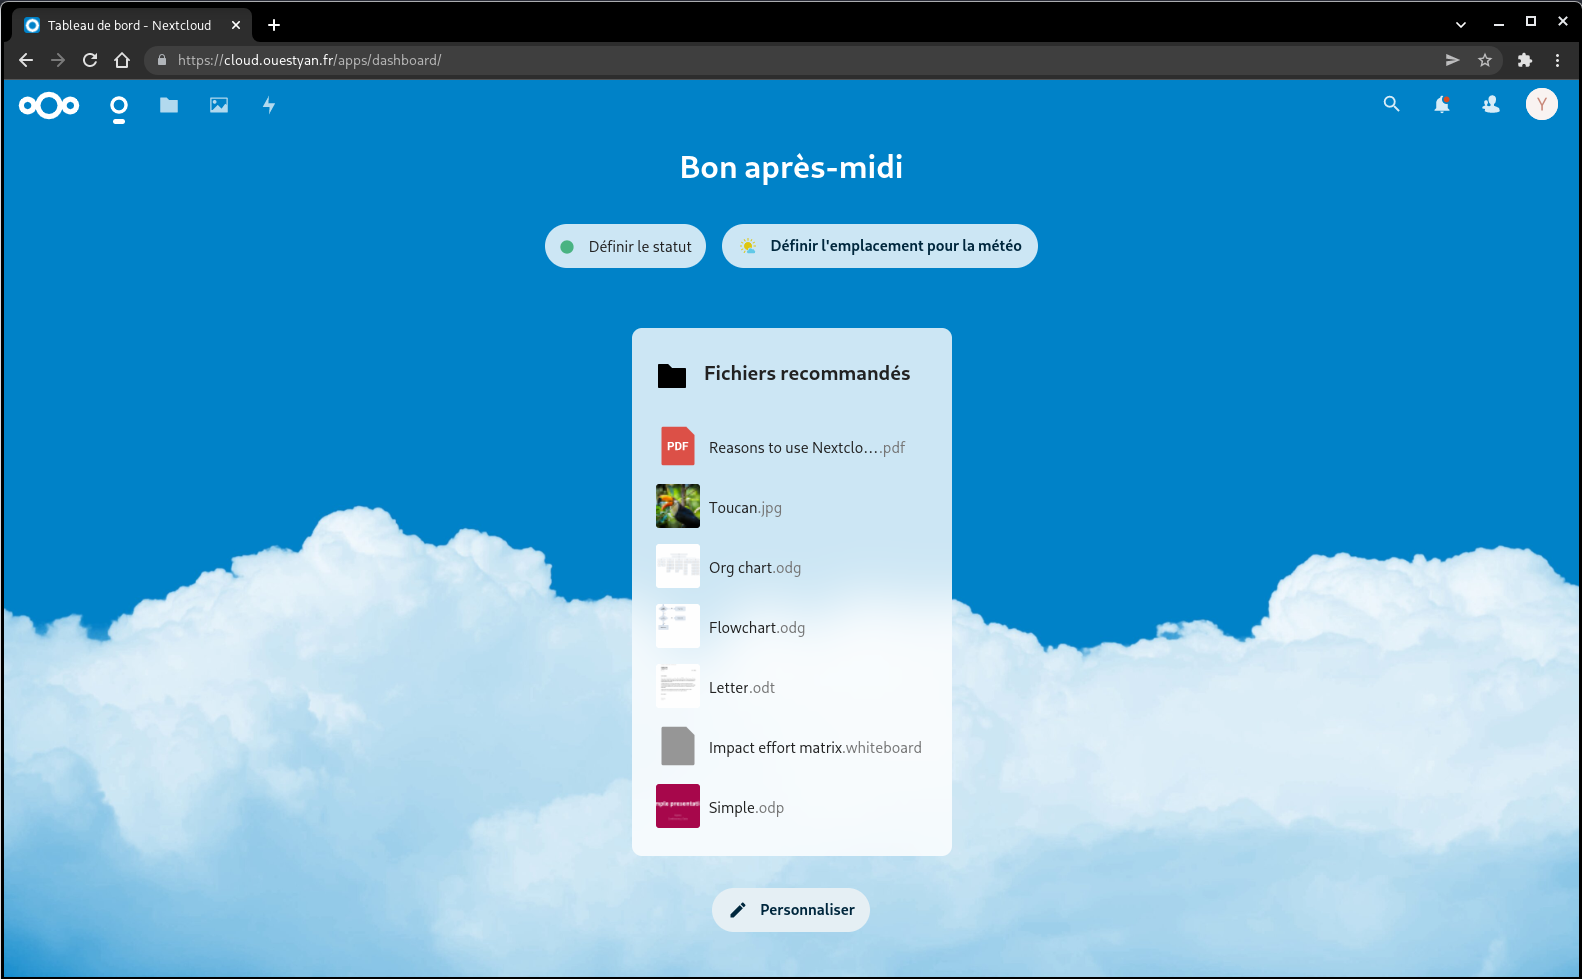 Tableau de bord - Nextcloud
https://cloud.ouestyan.fr/apps/dashboard/
Y
Bon après-midi
Définir le statut
Définir l'emplacement pour la météo
Fichiers recommandés
PDF
Reasons to use Nextclo....pdf
Toucan.jpg
Org chart.odg
Flowchart.odg
Letter.odt
Impact effort matrix.whiteboard
Simple.odp
Personnaliser